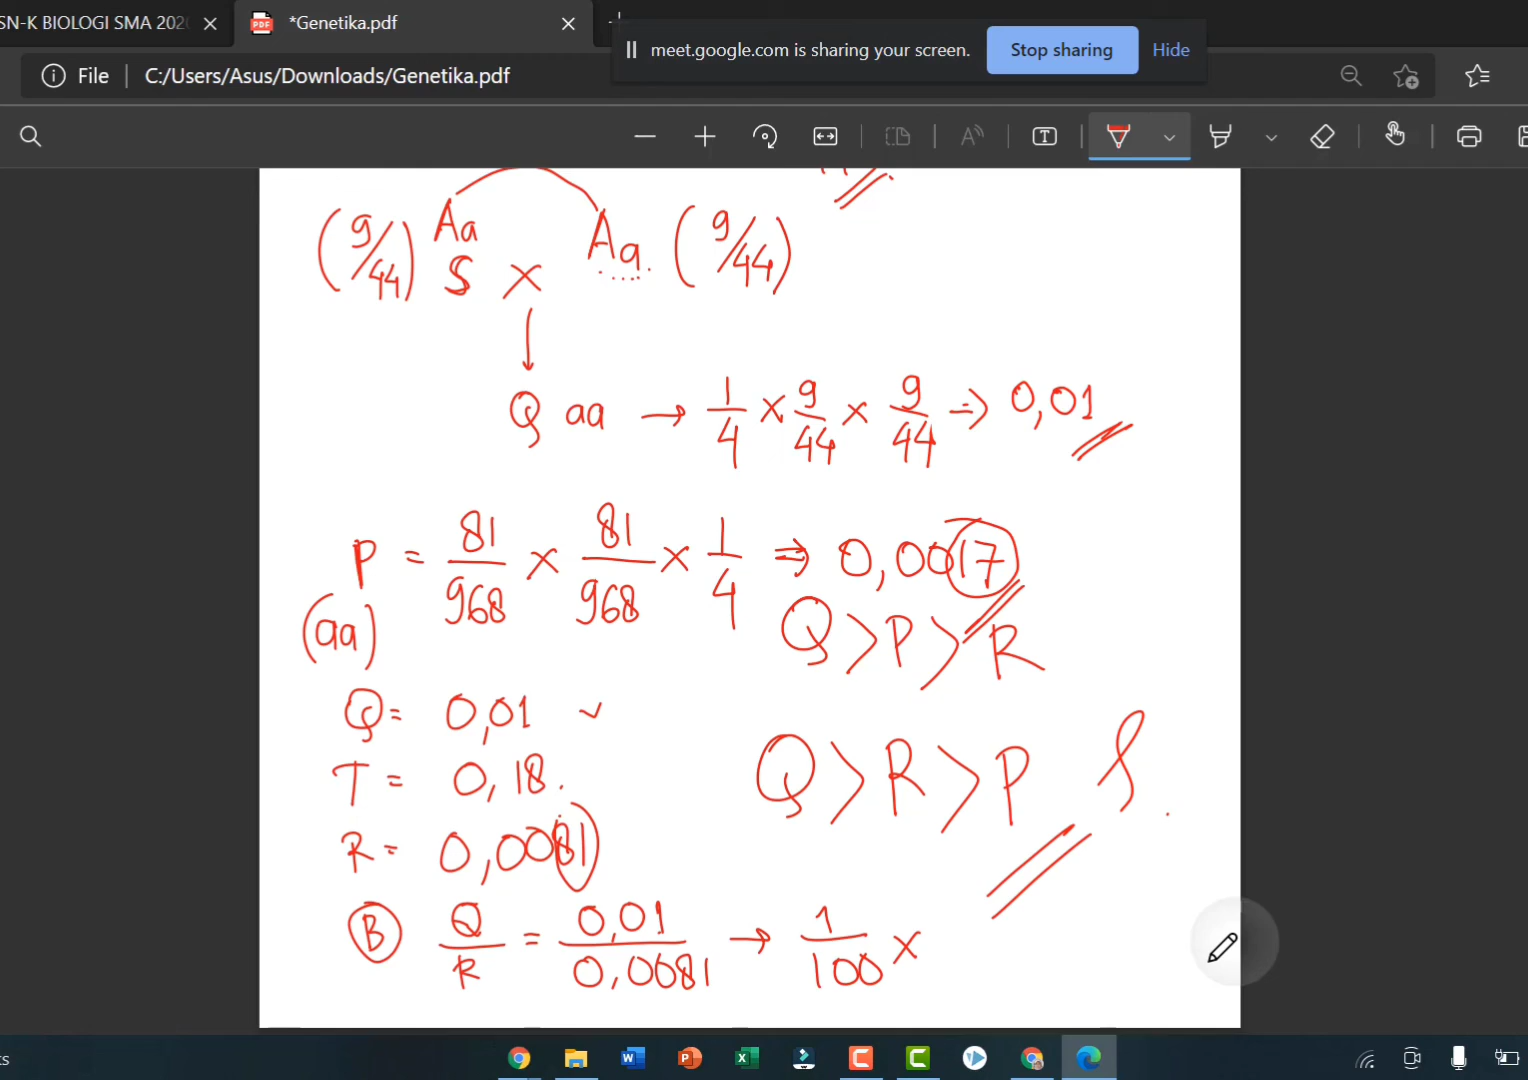 SN-K BIOLOGI SMA 202
*Genetika.pdf
meet.google.com is sharing your screen. Stop sharing Hide
File C:/Users/Asus/Downloads/Genetika.pdf
(9/44) Aa Aa (9/44)
S X
Q aa → 1/4 × 9/44 × 9/44 => 0,01
P = 81/968 × 81/968 × 1/4 => 0,0017
(aa)
Q > P > R
Q = 0,01 ✓
T = 0,18.
Q > R > P
R = 0,0081
B Q/R = 0,01/0,0081 → 1/100 ×